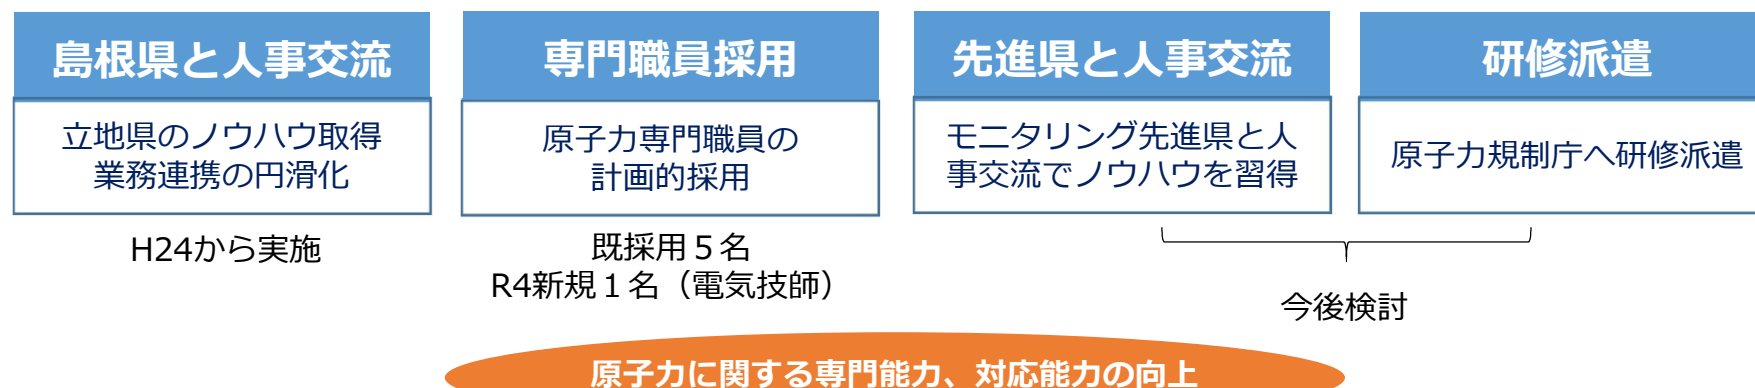 島根県と人事交流
立地県のノウハウ取得
業務連携の円滑化
H24から実施
専門職員採用
原子力専門職員の
計画的採用
既採用５名
R4新規１名（電気技師）
先進県と人事交流
モニタリング先進県と人
事交流でノウハウを習得
研修派遣
原子力規制庁へ研修派遣
今後検討
原子力に関する専門能力、対応能力の向上